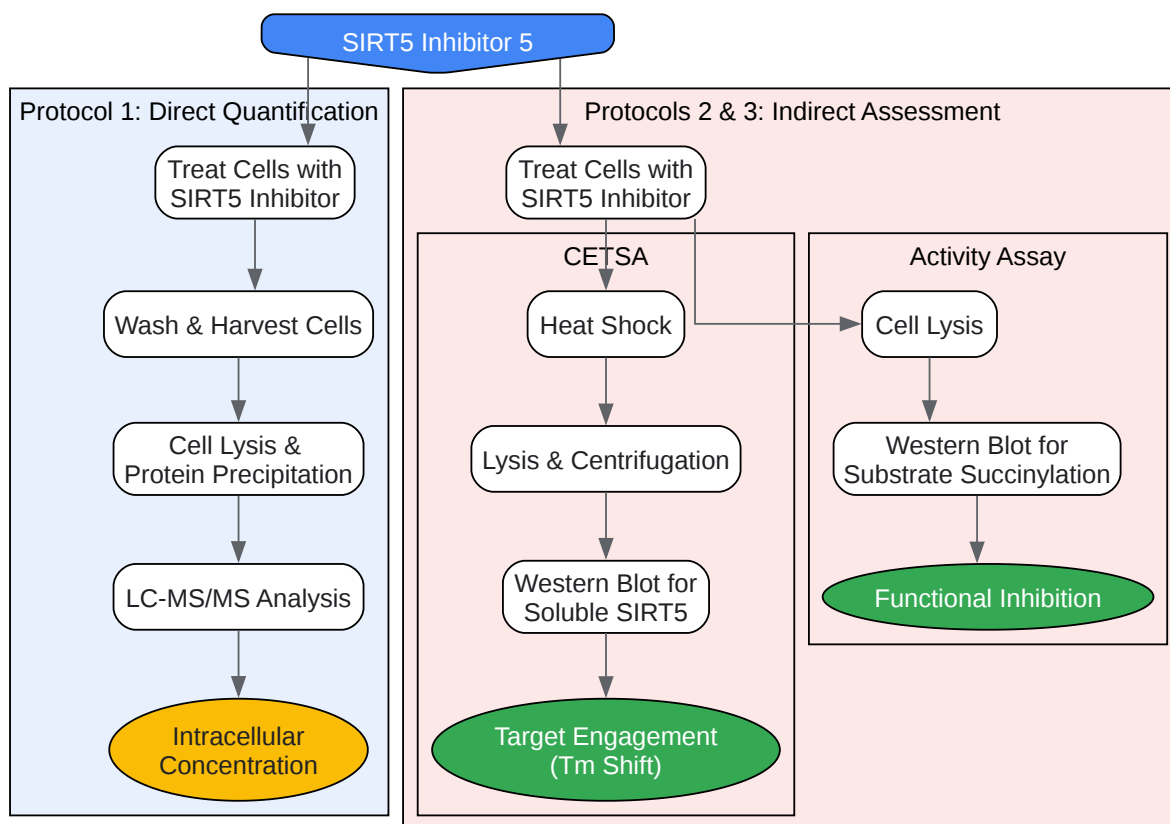 SIRT5 Inhibitor 5
Protocol 1: Direct Quantification
Treat Cells with
SIRT5 Inhibitor
Wash & Harvest Cells
Cell Lysis &
Protein Precipitation
LC-MS/MS Analysis
Intracellular
Concentration
Protocols 2 & 3: Indirect Assessment
Treat Cells with
SIRT5 Inhibitor
CETSA
Heat Shock
Lysis & Centrifugation
Western Blot for
Soluble SIRT5
Target Engagement
(Tm Shift)
Activity Assay
Cell Lysis
Western Blot for
Substrate Succinylation
Functional Inhibition